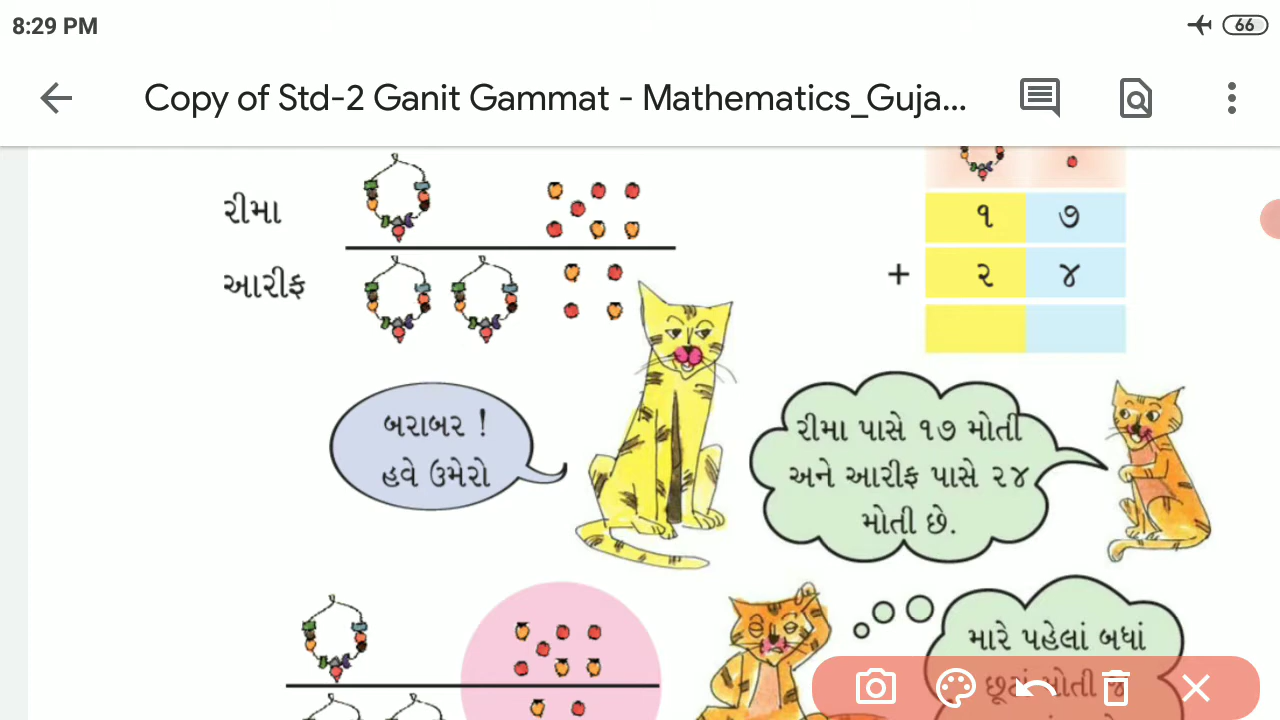 8:29 PM
66
Copy of Std-2 Ganit Gammat - Mathematics_Guja...
રીમા
૧ ૭
આરીફ
+ ૨ ૪
બરાબર !
હવે ઉમેરો
રીમા પાસે ૧૭ મોતી
અને આરીફ પાસે ૨૪
મોતી છે.
મારે પહેલાં બધાં
છૂટાં મોતી જ